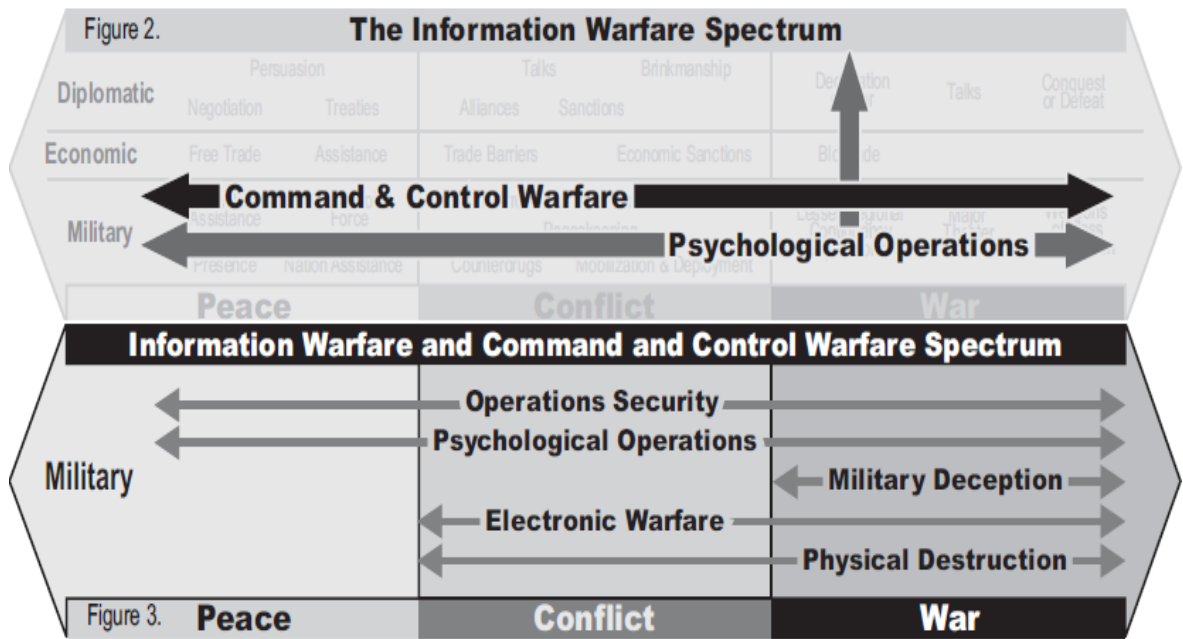 Figure 2. The Information Warfare Spectrum
Persuasion Talks Brinkmanship
Diplomatic
Negotiation Treaties Alliances Sanctions Talks Conquest or Defeat
Economic Free Trade Assistance Trade Barriers Economic Sanctions
Command & Control Warfare
Assistance Force
Military
Psychological Operations
Presence Nation Assistance Counterdrugs Mobilization & Deployment
Peace Conflict War
Information Warfare and Command and Control Warfare Spectrum
Operations Security
Psychological Operations
Military
Military Deception
Electronic Warfare
Physical Destruction
Figure 3. Peace Conflict War